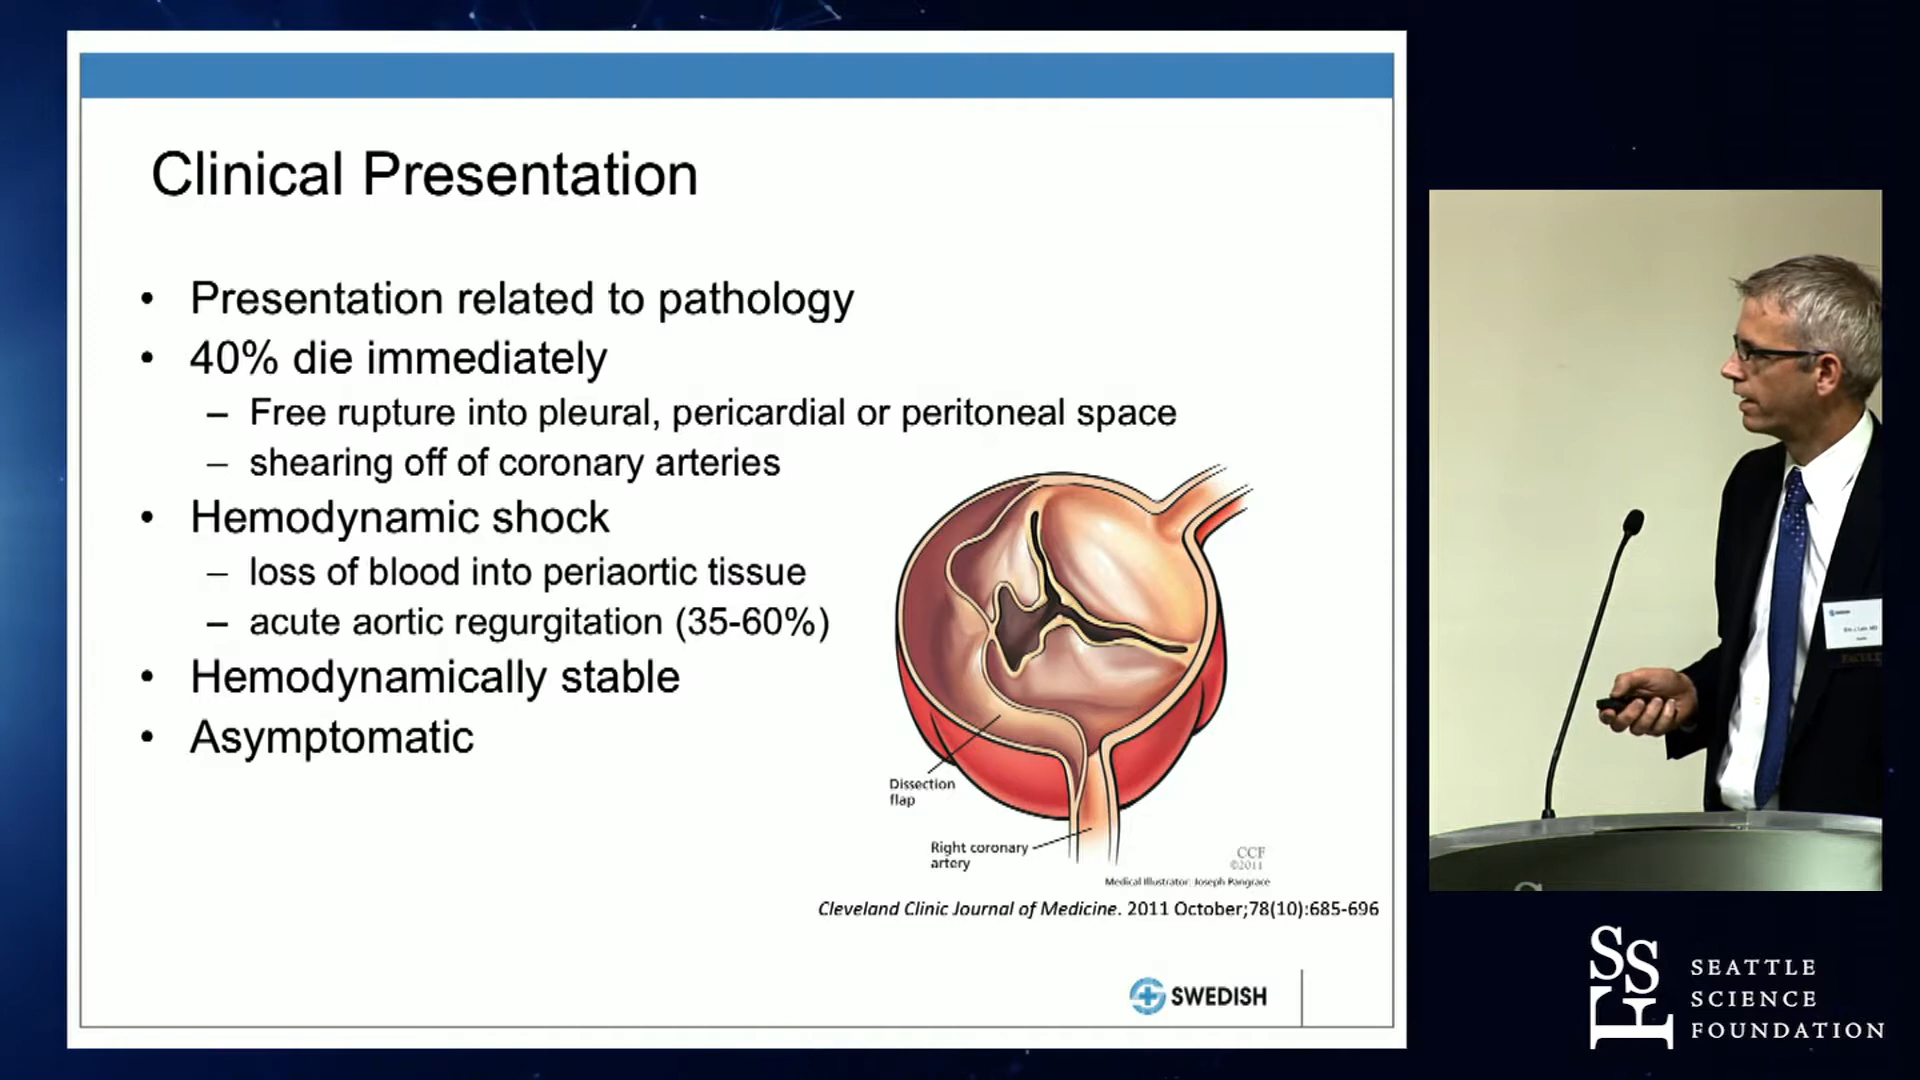 Clinical Presentation
• Presentation related to pathology
• 40% die immediately
– Free rupture into pleural, pericardial or peritoneal space
– shearing off of coronary arteries
• Hemodynamic shock
– loss of blood into periaortic tissue
– acute aortic regurgitation (35-60%)
• Hemodynamically stable
• Asymptomatic
Dissection
flap
Right coronary
artery
CCF
©2011
Medical Illustrator: Joseph Pangrace
Cleveland Clinic Journal of Medicine. 2011 October;78(10):685-696
SWEDISH
SWEDISH
FACULTY
SSF
SEATTLE
SCIENCE
FOUNDATION